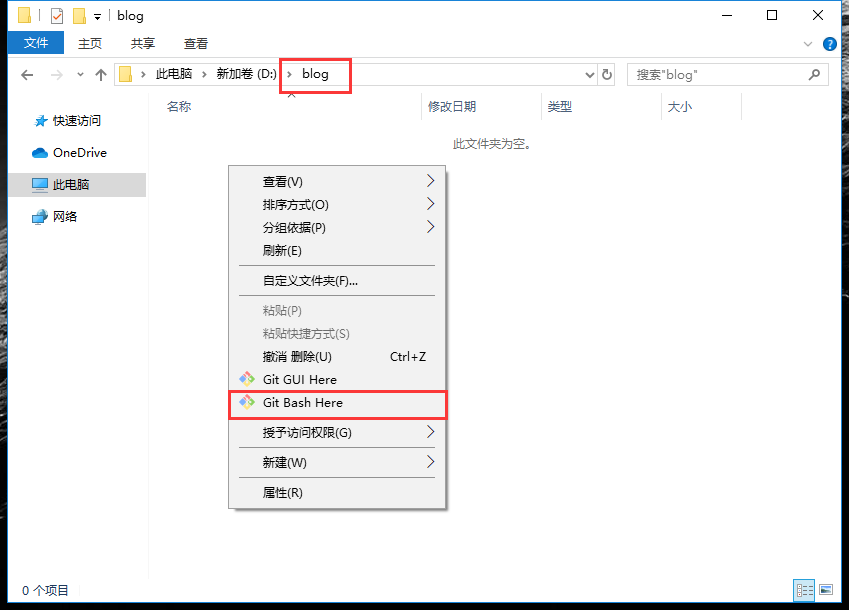 blog
文件 主页 共享 查看
此电脑 新加卷 (D:) blog 搜索"blog"
名称 修改日期 类型 大小
此文件夹为空。
快速访问
OneDrive
此电脑
网络
查看(V)
排序方式(O)
分组依据(P)
刷新(E)
自定义文件夹(F)...
粘贴(P)
粘贴快捷方式(S)
撤消 删除(U) Ctrl+Z
Git GUI Here
Git Bash Here
授予访问权限(G)
新建(W)
属性(R)
0 个项目